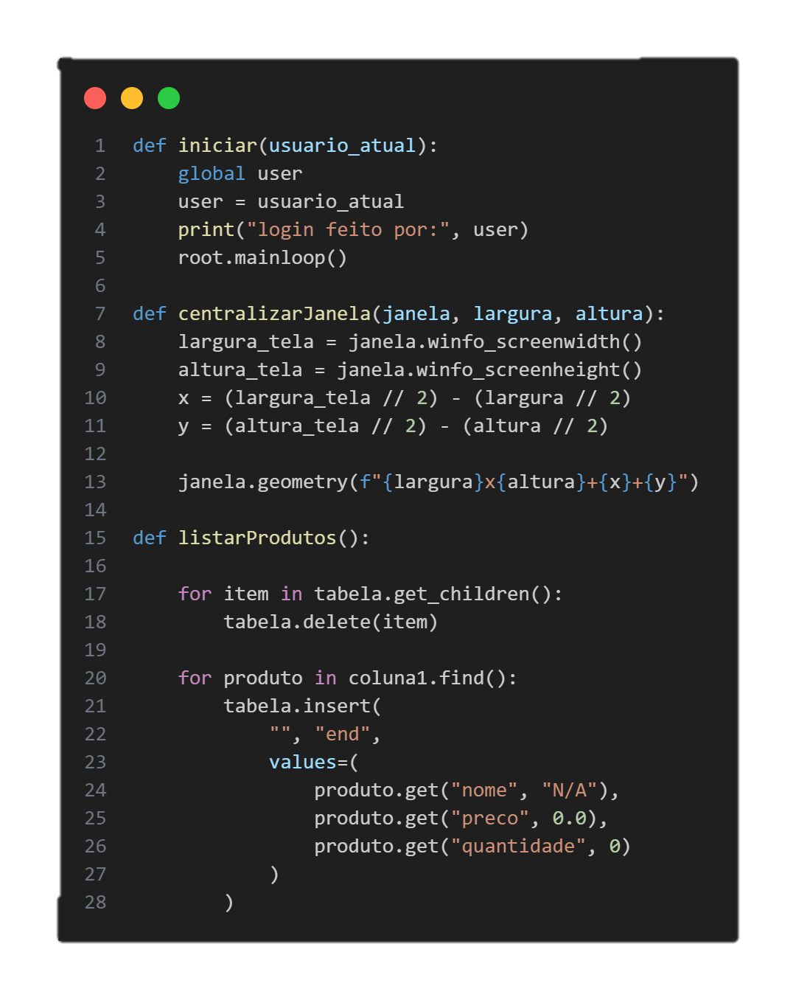 1 def iniciar(usuario_atual):
2     global user
3     user = usuario_atual
4     print("login feito por:", user)
5     root.mainloop()
6
7 def centralizarJanela(janela, largura, altura):
8     largura_tela = janela.winfo_screenwidth()
9     altura_tela = janela.winfo_screenheight()
10     x = (largura_tela // 2) - (largura // 2)
11     y = (altura_tela // 2) - (altura // 2)
12
13     janela.geometry(f"{largura}x{altura}+{x}+{y}")
14
15 def listarProdutos():
16
17     for item in tabela.get_children():
18         tabela.delete(item)
19
20     for produto in coluna1.find():
21         tabela.insert(
22             "", "end",
23             values=(
24                 produto.get("nome", "N/A"),
25                 produto.get("preco", 0.0),
26                 produto.get("quantidade", 0)
27             )
28         )